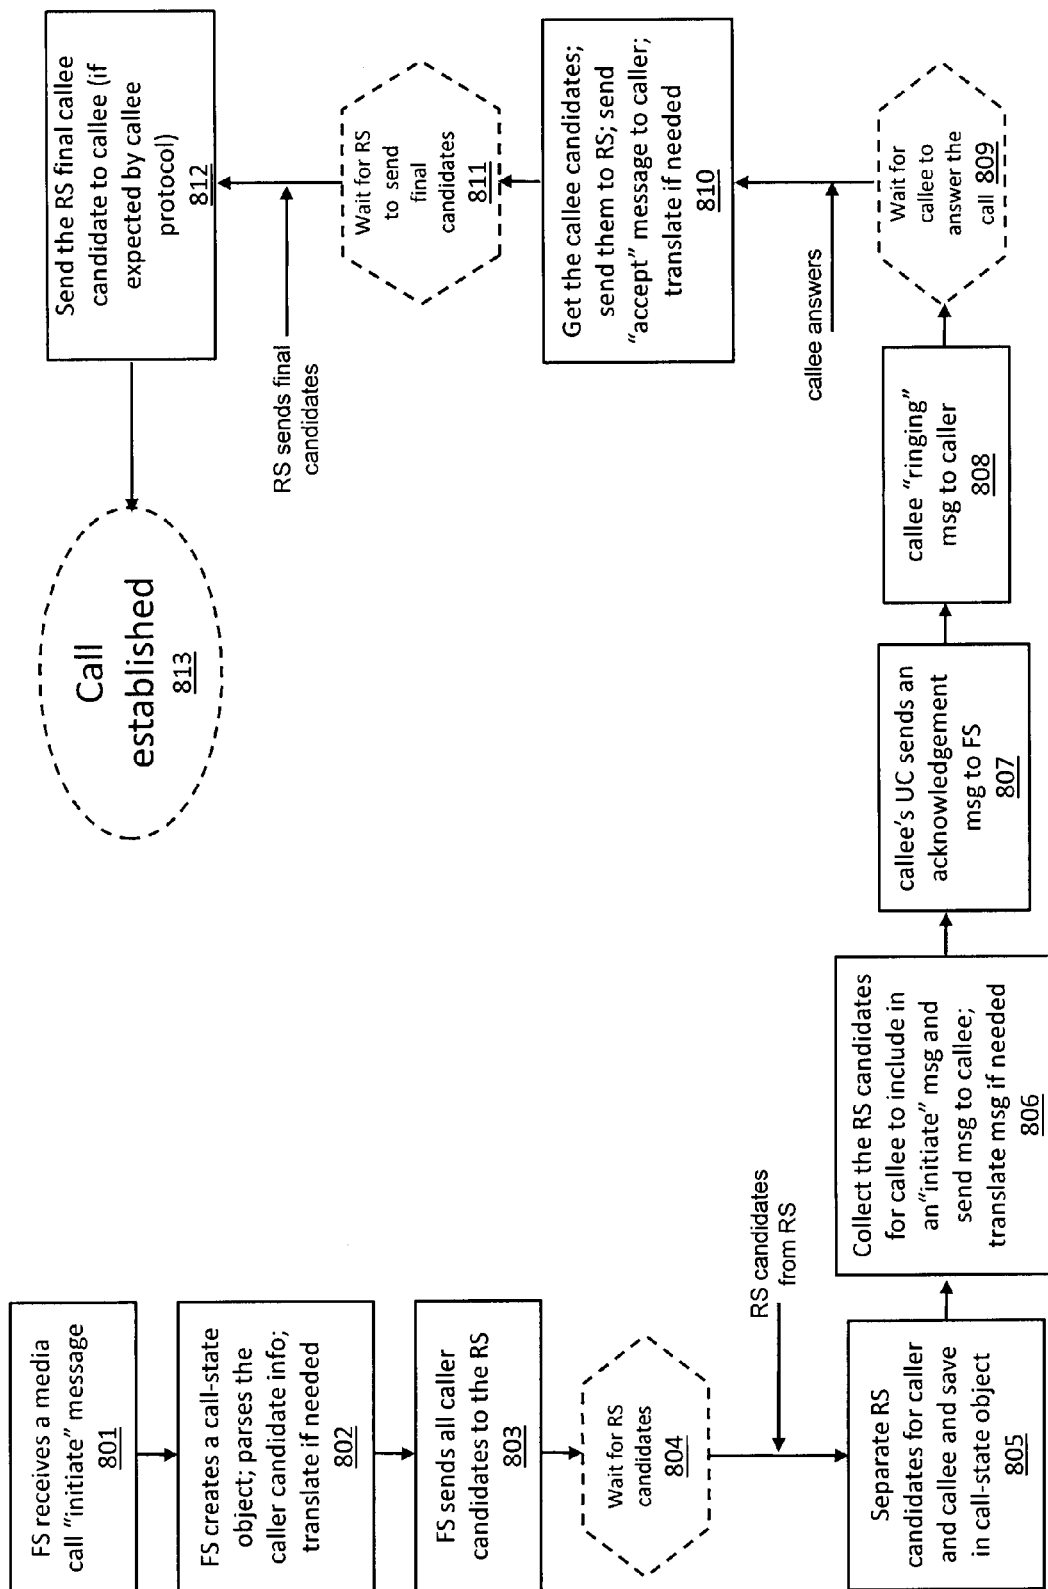 FS receives a media
call "initiate" message
801
FS creates a call-state
object; parses the
caller candidate info;
translate if needed
802
FS sends all caller
candidates to the RS
803
Wait for RS
candidates
804
RS candidates
from RS
Separate RS
candidates for caller
and callee and save
in call-state object
805
Collect the RS candidates
for callee to include in
an"initiate" msg and
send msg to callee;
translate msg if needed
806
callee's UC sends an
acknowledgement
msg to FS
807
callee "ringing"
msg to caller
808
Wait for
callee to
answer the
call 809
callee answers
Get the callee candidates;
send them to RS; send
"accept" message to caller;
translate if needed
810
Wait for RS
to send
final
candidates
811
RS sends final
candidates
Send the RS final callee
candidate to callee (if
expected by callee
protocol)
812
Call
established
813